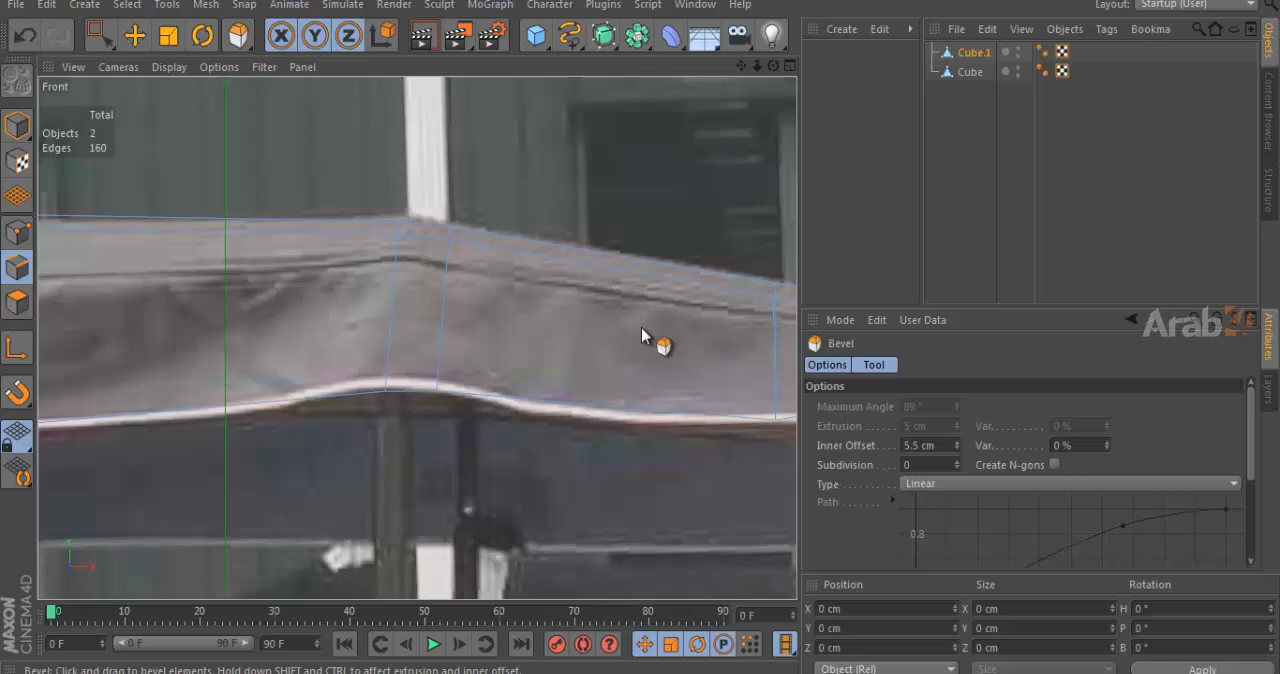 File Edit Create Select Tools Mesh Snap Animate Simulate Render Sculpt MoGraph Character Plugins Script Window Help
Layout: Startup (User)
Create Edit
File Edit View Objects Tags Bookma
View Cameras Display Options Filter Panel
Front
Total
Objects 2
Edges 160
Cube.1
Cube
Objects
Content Browser
Structure
Attributes
Layers
Mode Edit User Data
Arab
Bevel
Options Tool
Options
Maximum Angle 89 °
Extrusion 5 cm Var. 0 %
Inner Offset 5.5 cm Var. 0 %
Subdivision 0 Create N-gons
Type Linear
Path
0.8
Position Size Rotation
X 0 cm X 0 cm H 0 °
Y 0 cm Y 0 cm P 0 °
Z 0 cm Z 0 cm B 0 °
Object (Rel) Size Apply
0 10 20 30 40 50 60 70 80 90 0 F
0 F 0 F 90 F 90 F
MAXON CINEMA 4D
Bevel: Click and drag to bevel elements. Hold down SHIFT and CTRL to affect extrusion and inner offset.